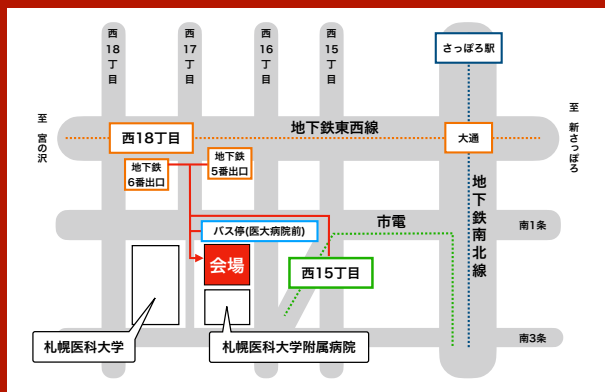 西18丁目
西17丁目
西16丁目
西15丁目
さっぽろ駅
至 宮の沢
西18丁目
地下鉄東西線
大通
至 新さっぽろ
地下鉄
6番出口
地下鉄
5番出口
地下鉄南北線
バス停(医大病院前)
市電
南1条
会場
西15丁目
札幌医科大学
札幌医科大学附属病院
南3条